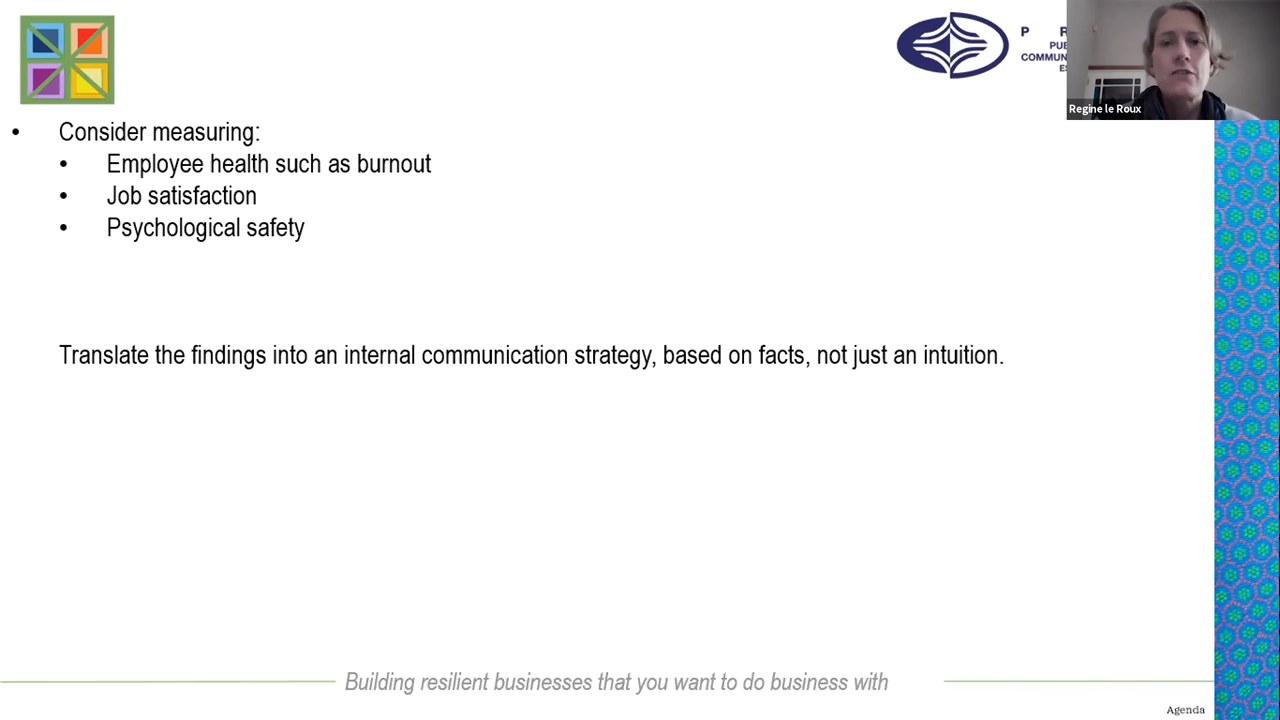 P R
PU
COMMUN
ES
Regine le Roux
• Consider measuring:
• Employee health such as burnout
• Job satisfaction
• Psychological safety
Translate the findings into an internal communication strategy, based on facts, not just an intuition.
Building resilient businesses that you want to do business with
Agenda